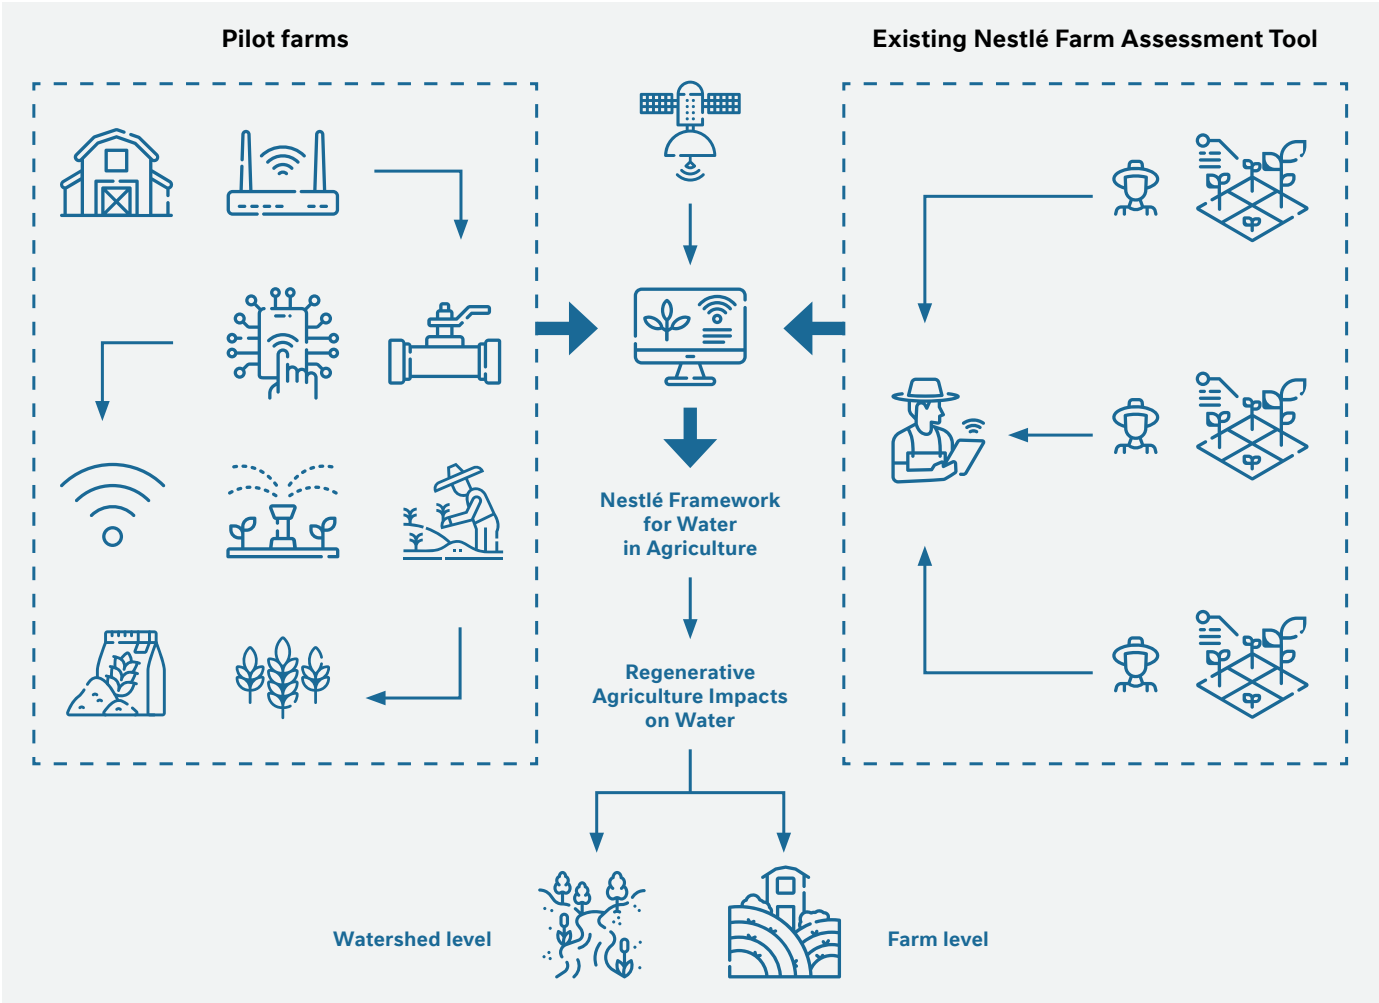 Pilot farms
Existing Nestlé Farm Assessment Tool
Nestlé Framework
for Water
in Agriculture
Regenerative
Agriculture Impacts
on Water
Watershed level
Farm level